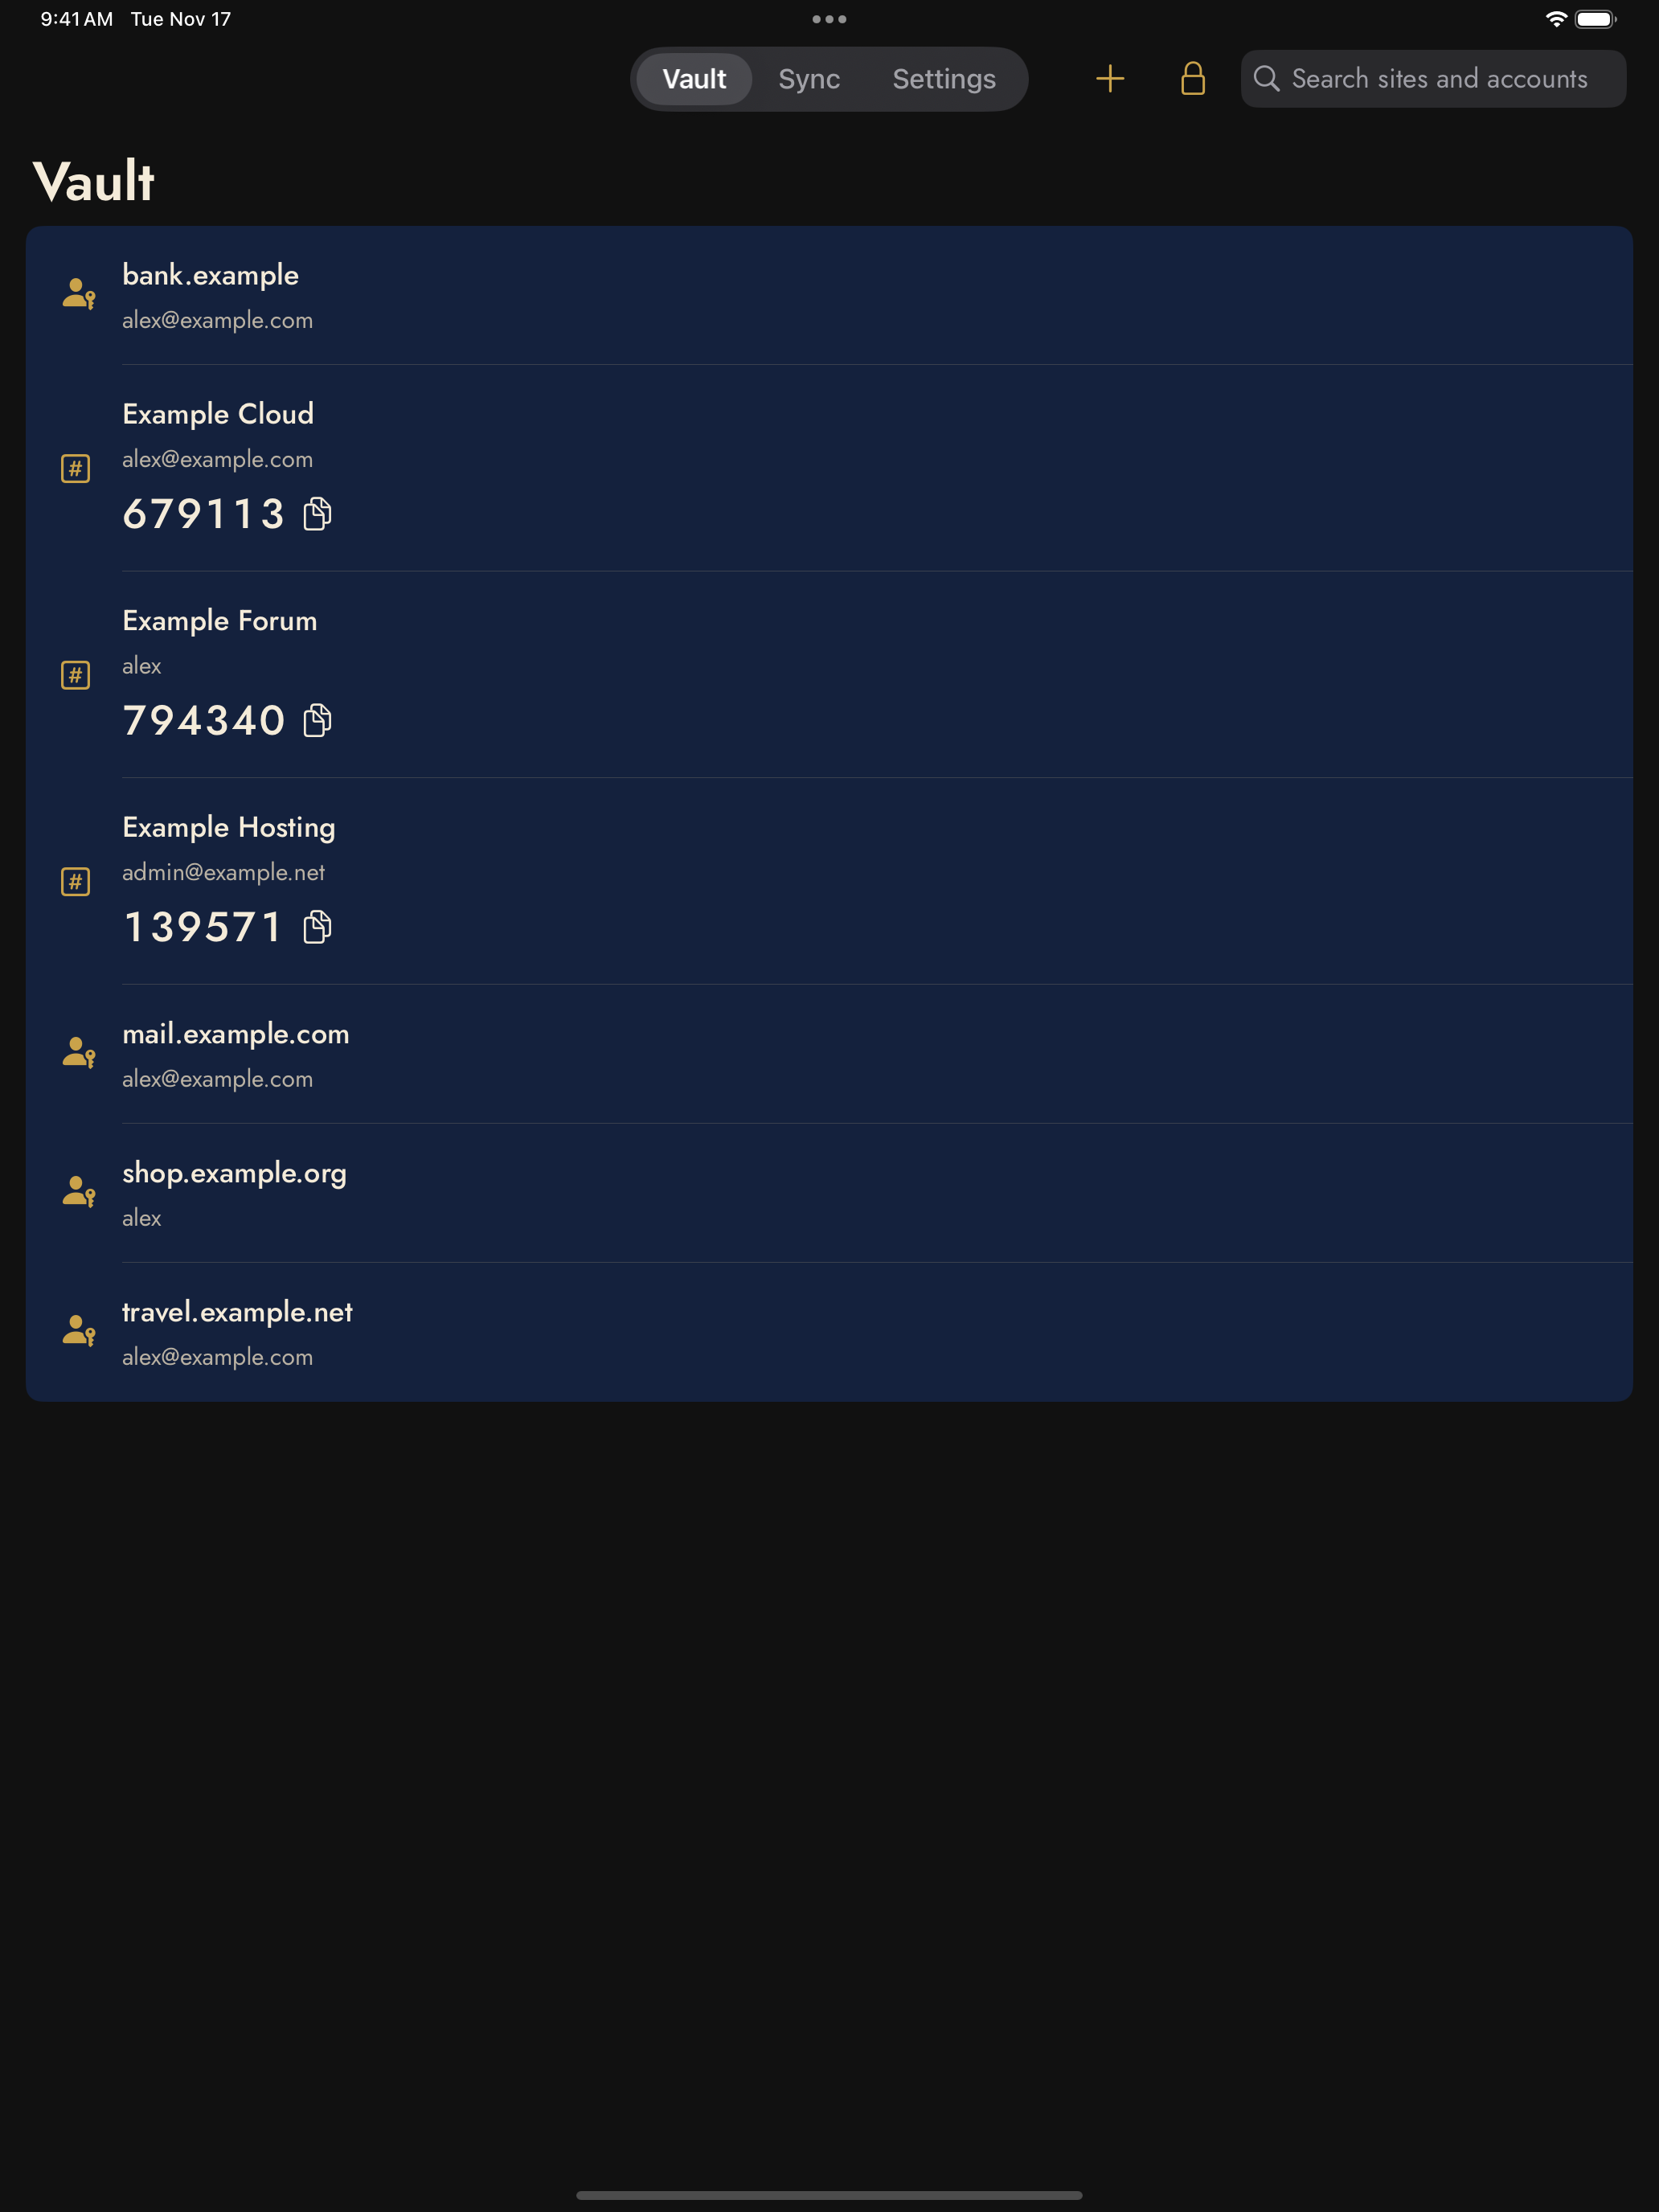 9:41 AM Tue Nov 17
Vault Sync Settings Search sites and accounts
Vault
bank.example
alex@example.com
Example Cloud
alex@example.com
679113
Example Forum
alex
794340
Example Hosting
admin@example.net
139571
mail.example.com
alex@example.com
shop.example.org
alex
travel.example.net
alex@example.com